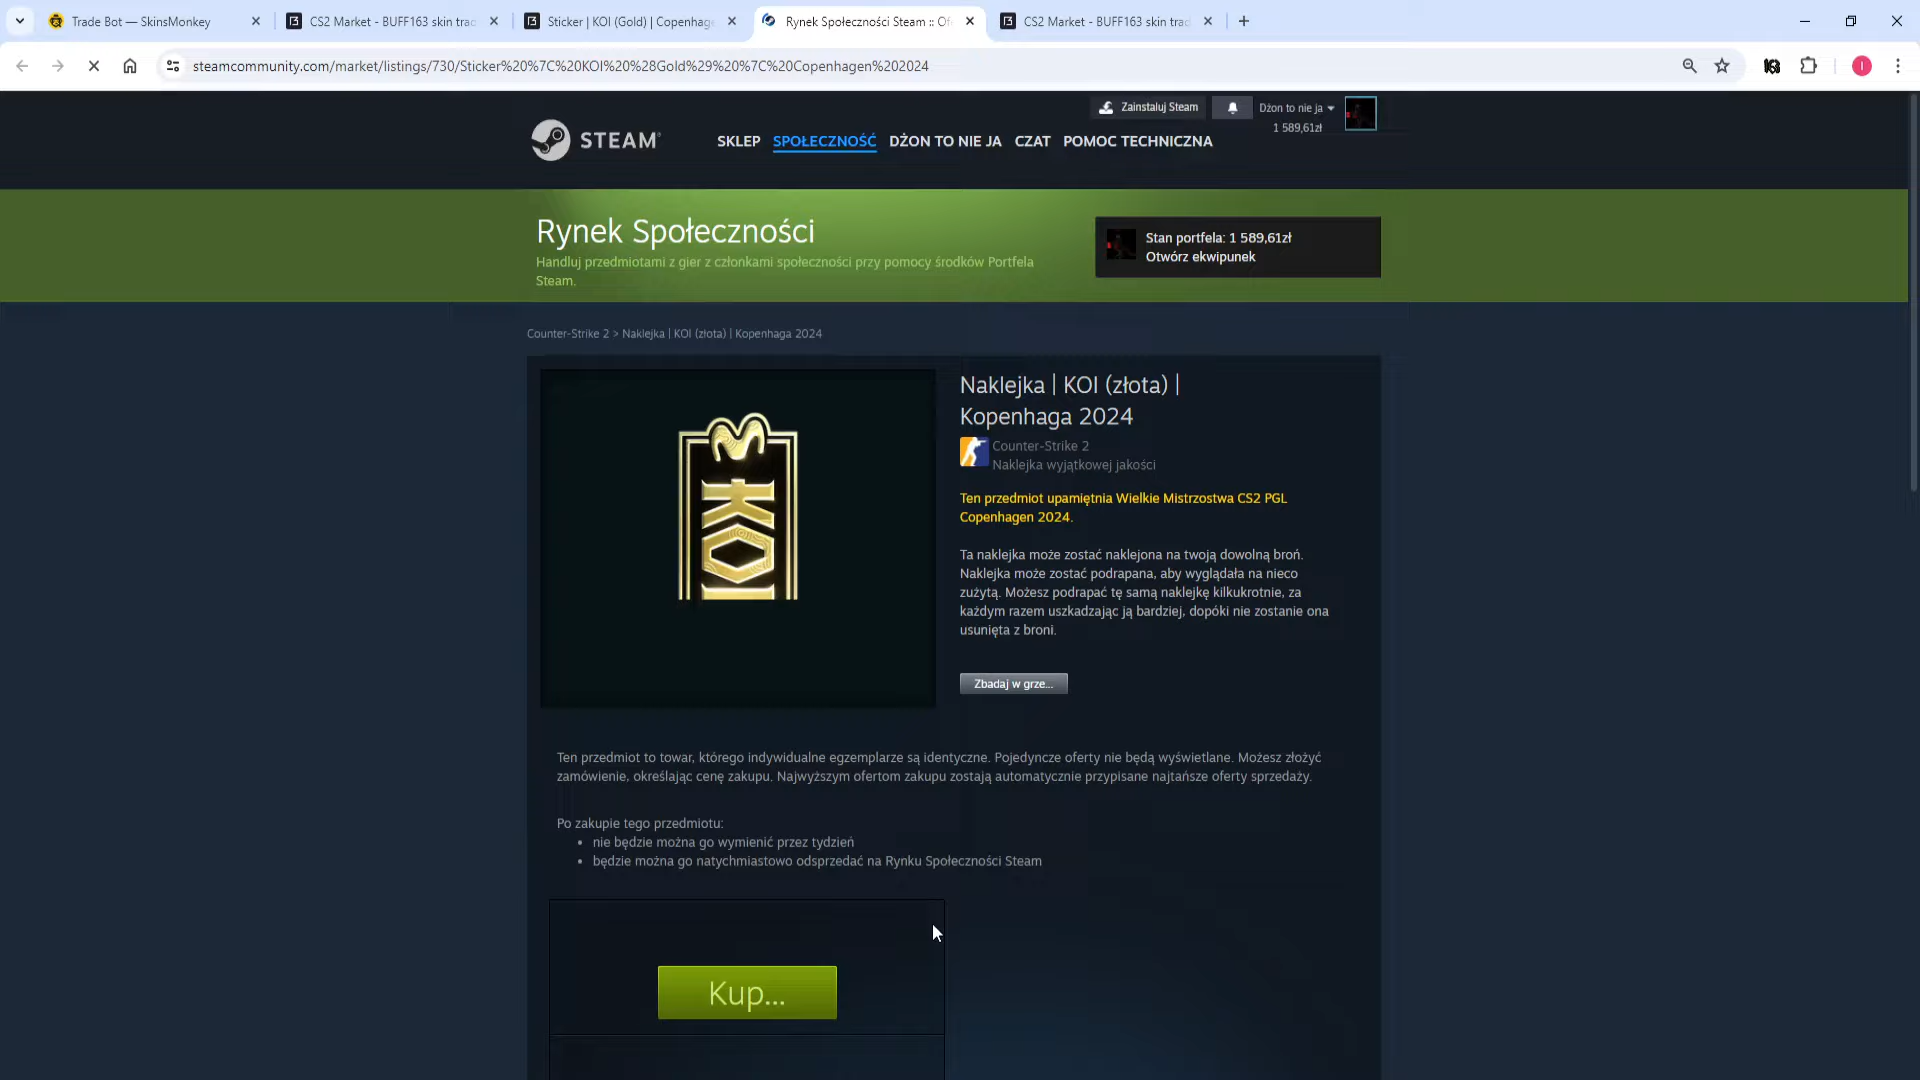 Trade Bot — SkinsMonkey
CS2 Market - BUFF163 skin trad
Sticker | KOI (Gold) | Copenhage
Rynek Społeczności Steam :: Of
CS2 Market - BUFF163 skin trad
steamcommunity.com/market/listings/730/Sticker%20%7C%20KOI%20%28Gold%29%20%7C%20Copenhagen%202024
Zainstaluj Steam
Dżon to nie ja
1 589,61zł
STEAM
SKLEP SPOŁECZNOŚĆ DŻON TO NIE JA CZAT POMOC TECHNICZNA
Rynek Społeczności
Handluj przedmiotami z gier z członkami społeczności przy pomocy środków Portfela
Steam.
Stan portfela: 1 589,61zł
Otwórz ekwipunek
Counter-Strike 2 > Naklejka | KOI (złota) | Kopenhaga 2024
Naklejka | KOI (złota) |
Kopenhaga 2024
Counter-Strike 2
Naklejka wyjątkowej jakości
Ten przedmiot upamiętnia Wielkie Mistrzostwa CS2 PGL
Copenhagen 2024.
Ta naklejka może zostać naklejona na twoją dowolną broń.
Naklejka może zostać podrapana, aby wyglądała na nieco
zużytą. Możesz podrapać tę samą naklejkę kilkukrotnie, za
każdym razem uszkadzając ją bardziej, dopóki nie zostanie ona
usunięta z broni.
Zbadaj w grze...
Ten przedmiot to towar, którego indywidualne egzemplarze są identyczne. Pojedyncze oferty nie będą wyświetlane. Możesz złożyć
zamówienie, określając cenę zakupu. Najwyższym ofertom zakupu zostają automatycznie przypisane najtańsze oferty sprzedaży.
Po zakupie tego przedmiotu:
• nie będzie można go wymienić przez tydzień
• będzie można go natychmiastowo odsprzedać na Rynku Społeczności Steam
Kup...